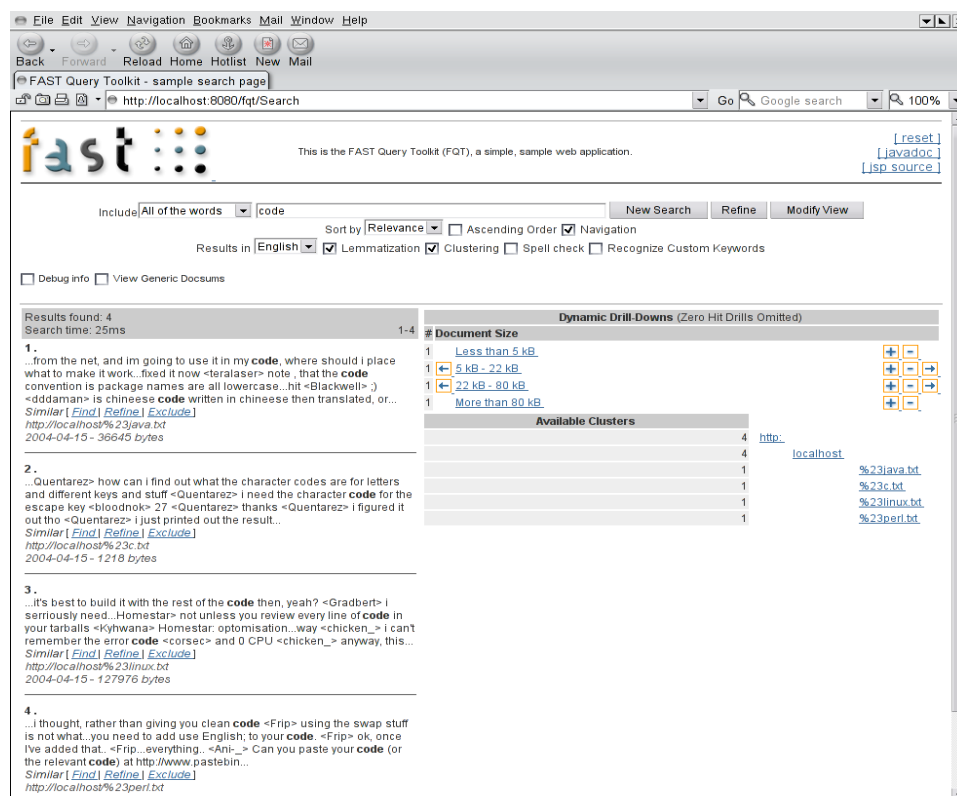 File Edit View Navigation Bookmarks Mail Window Help
Back Forward Reload Home Hotlist New Mail
FAST Query Toolkit - sample search page
http://localhost:8080/fqt/Search Go Google search 100%
fast
This is the FAST Query Toolkit (FQT), a simple, sample web application.
[ reset ]
[ javadoc ]
[ jsp source ]
Include All of the words code New Search Refine Modify View
Sort by Relevance Ascending Order Navigation
Results in English Lemmatization Clustering Spell check Recognize Custom Keywords
Debug info View Generic Docsums
Results found: 4
Search time: 25ms 1-4
1.
...from the net, and im going to use it in my code, where should i place
what to make it work...fixed it now <teralaser> note , that the code
convention is package names are all lowercase...hit <Blackwell> ;)
<dddaman> is chineese code written in chineese then translated, or...
Similar [ Find | Refine | Exclude ]
http://localhost/%23java.txt
2004-04-15 - 36645 bytes
2.
...Quentarez> how can i find out what the character codes are for letters
and different keys and stuff <Quentarez> i need the character code for the
escape key <bloodnok> 27 <Quentarez> thanks <Quentarez> i figured it
out tho <Quentarez> i just printed out the result...
Similar [ Find | Refine | Exclude ]
http://localhost/%23c.txt
2004-04-15 - 1218 bytes
3.
...it's best to build it with the rest of the code then, yeah? <Gradbert> i
serriously need...Homestar> not unless you review every line of code in
your tarballs <Kyhwana> Homestar: optomisation...way <chicken_> i can't
remember the error code <corsec> and 0 CPU <chicken_> anyway, this...
Similar [ Find | Refine | Exclude ]
http://localhost/%23linux.txt
2004-04-15 - 127976 bytes
4.
...i thought, rather than giving you clean code <Frip> using the swap stuff
is not what...you need to add use English; to your code. <Frip> ok, once
I've added that.. <Frip...everything.. <Ani-_> Can you paste your code (or
the relevant code) at http://www.pastebin...
Similar [ Find | Refine | Exclude ]
http://localhost/%23perl.txt
Dynamic Drill-Downs (Zero Hit Drills Omitted)
# Document Size
1 Less than 5 kB + -
1 ← 5 kB - 22 kB + - →
1 ← 22 kB - 80 kB + - →
1 More than 80 kB + -
Available Clusters
4 http:
4 localhost
1 %23java.txt
1 %23c.txt
1 %23linux.txt
1 %23perl.txt